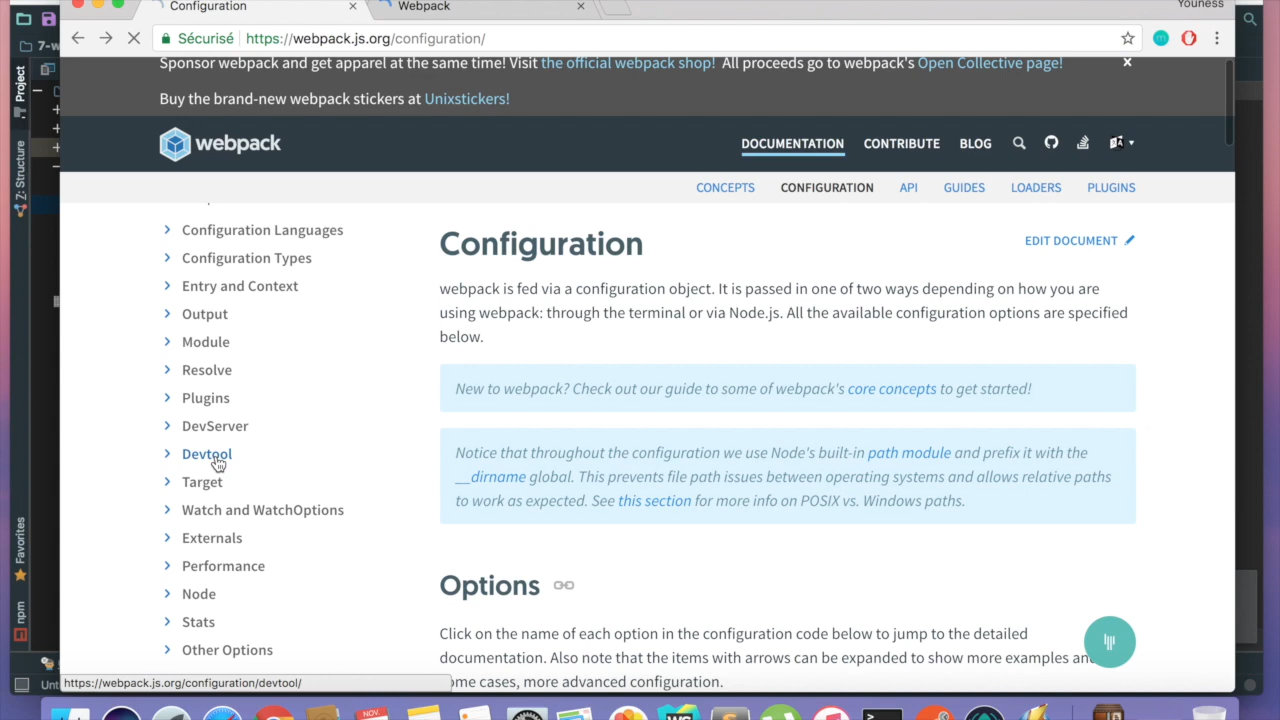 Configuration
Webpack
Youness
Sécurisé
https://webpack.js.org/configuration/
7-w
Project
Z: Structure
Favorites
npm
Sponsor webpack and get apparel at the same time! Visit the official webpack shop! All proceeds go to webpack's Open Collective page!
Buy the brand-new webpack stickers at Unixstickers!
webpack
DOCUMENTATION
CONTRIBUTE
BLOG
CONCEPTS
CONFIGURATION
API
GUIDES
LOADERS
PLUGINS
Configuration Languages
Configuration Types
Entry and Context
Output
Module
Resolve
Plugins
DevServer
Devtool
Target
Watch and WatchOptions
Externals
Performance
Node
Stats
Other Options
Configuration
EDIT DOCUMENT
webpack is fed via a configuration object. It is passed in one of two ways depending on how you are
using webpack: through the terminal or via Node.js. All the available configuration options are specified
below.
New to webpack? Check out our guide to some of webpack's core concepts to get started!
Notice that throughout the configuration we use Node's built-in path module and prefix it with the
__dirname global. This prevents file path issues between operating systems and allows relative paths
to work as expected. See this section for more info on POSIX vs. Windows paths.
Options
Click on the name of each option in the configuration code below to jump to the detailed
documentation. Also note that the items with arrows can be expanded to show more examples an
ome cases, more advanced configuration.
https://webpack.js.org/configuration/devtool/
Unt
NOV
WS